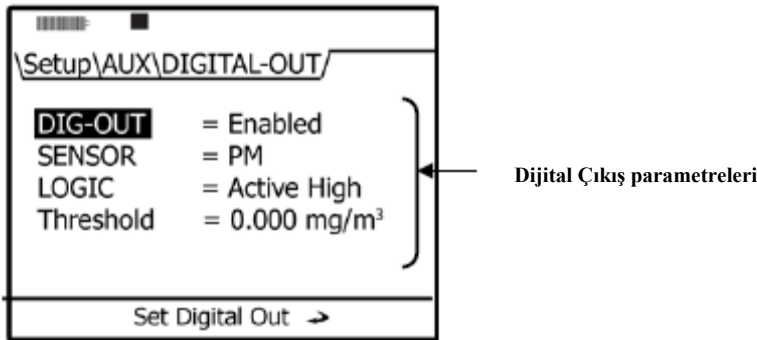 \Setup\AUX\DIGITAL-OUT/
DIG-OUT = Enabled
SENSOR = PM
LOGIC = Active High
Threshold = 0.000 mg/m³
Dijital Çıkış parametreleri
Set Digital Out